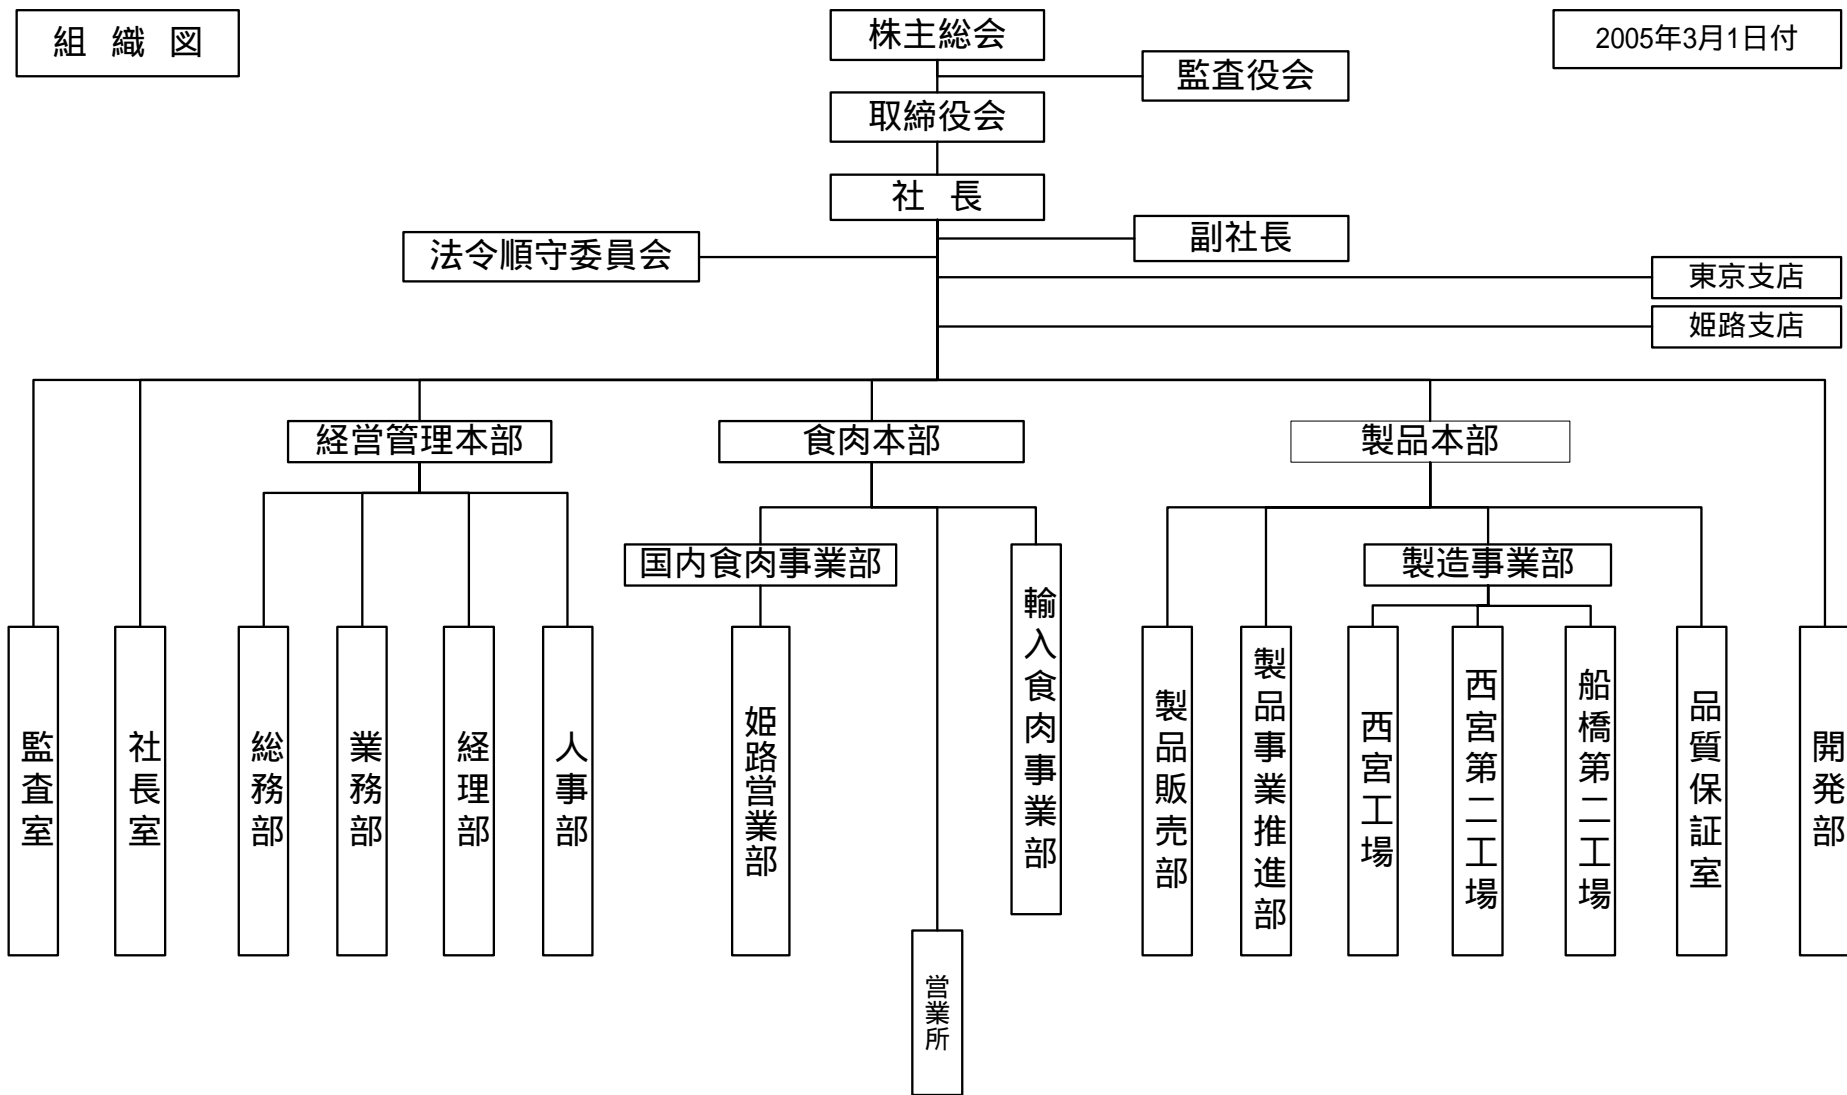 組織図
株主総会
2005年3月1日付
監査役会
取締役会
社長
副社長
法令順守委員会
東京支店
姫路支店
経営管理本部
食肉本部
製品本部
国内食肉事業部
製造事業部
監査室
社長室
総務部
業務部
経理部
人事部
姫路営業部
営業所
輸入食肉事業部
製品販売部
製品事業推進部
西宮工場
西宮第二工場
船橋第二工場
品質保証室
開発部